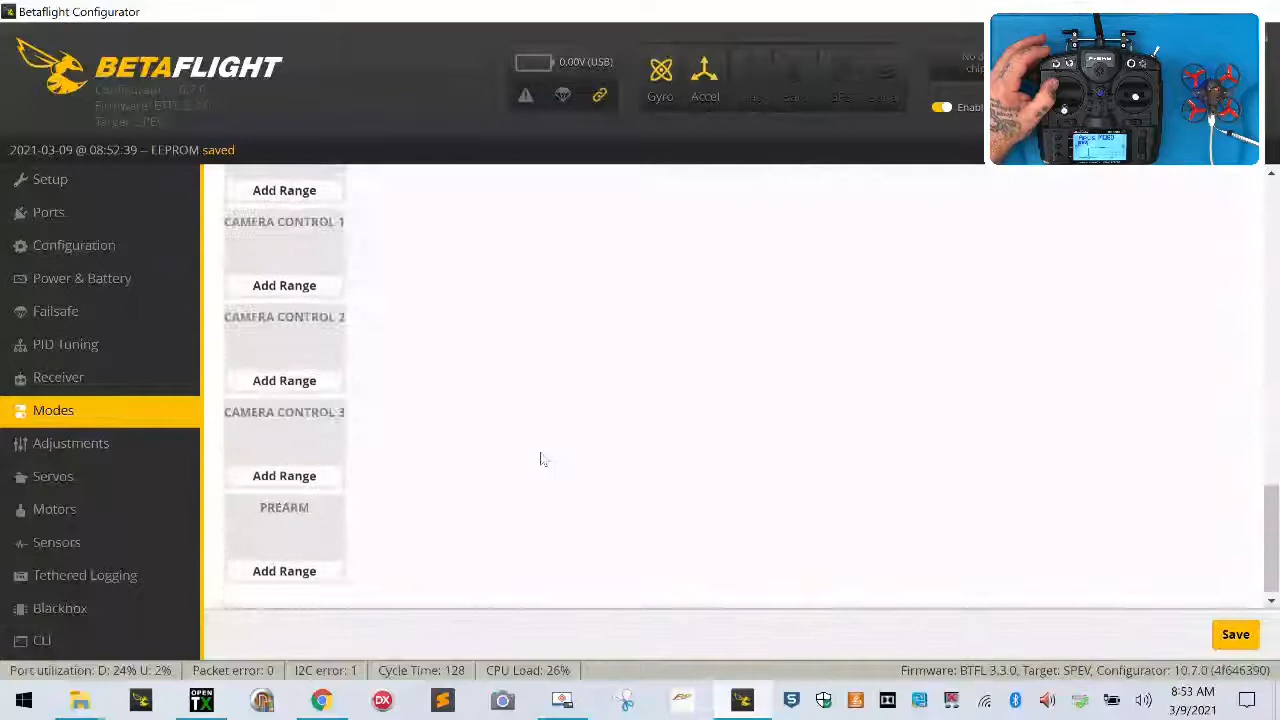 Betaflight Configurator
BETAFLIGHT
0.00V (USB)
Gyro
Accel
Enabl
2021-03-09 @ 08:52:39 -- EEPROM saved
Setup
Ports
Configuration
Power & Battery
Failsafe
PID Tuning
Receiver
Modes
Adjustments
Servos
Motors
Sensors
Tethered Logging
Blackbox
CLI
Add Range
CAMERA CONTROL 1
Add Range
CAMERA CONTROL 2
Add Range
CAMERA CONTROL 3
Add Range
PREARM
Add Range
Save
Port utilization: D: 24% U: 2%
Packet error: 0
I2C error: 1
Cycle Time: 128
CPU Load: 26%
Firmware: BTFL 3.3.0, Target: SPEV, Configurator: 10.7.0 (4f646390)
OPEN
TX
8:53 AM
3/9/2021